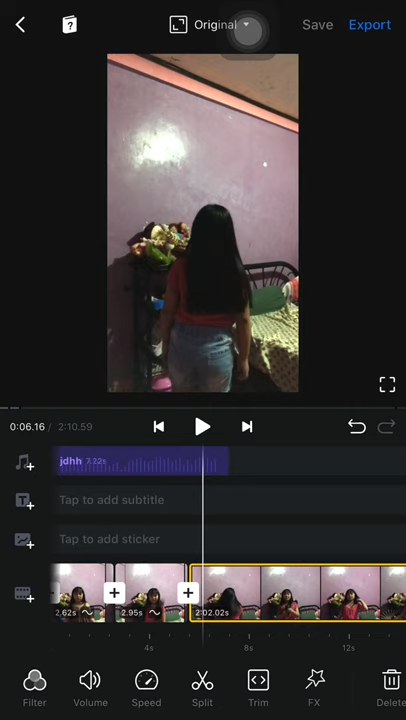 Original Save Export
0:06.16 / 2:10.59
jdhh 7.32s
Tap to add subtitle
Tap to add sticker
2.62s 2.95s 2:02.02s
4s 8s 12s
Filter Volume Speed Split Trim FX Delete